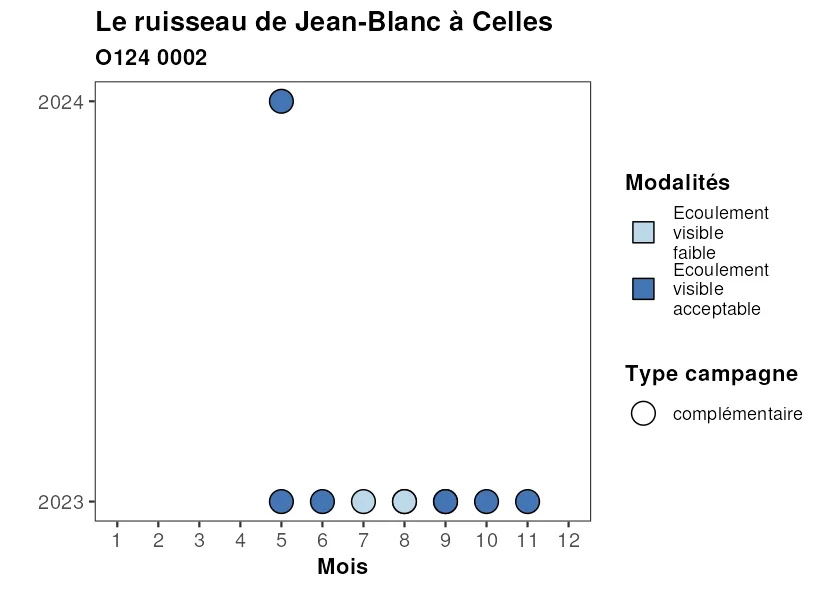 Le ruisseau de Jean-Blanc à Celles
O124 0002
2024
2023
1 2 3 4 5 6 7 8 9 10 11 12
Mois
Modalités
Ecoulement
visible
faible
Ecoulement
visible
acceptable
Type campagne
complémentaire